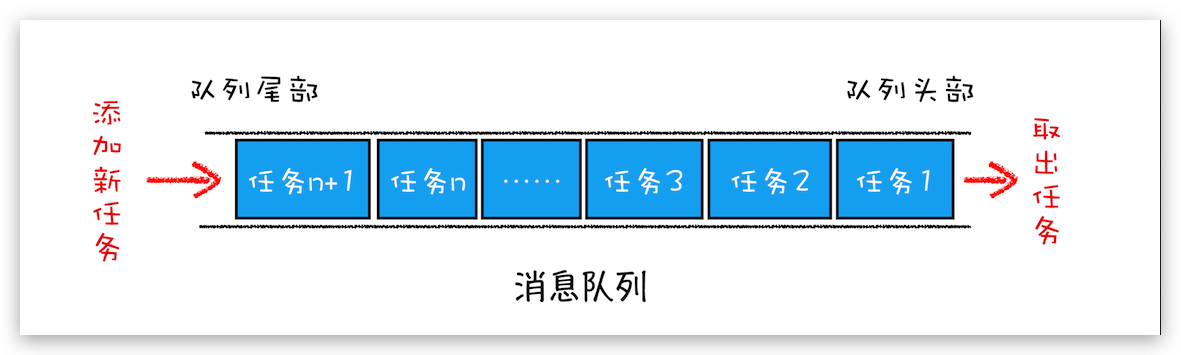 队列尾部
队列头部
添加新任务
任务n+1
任务n
……
任务3
任务2
任务1
取出任务
消息队列